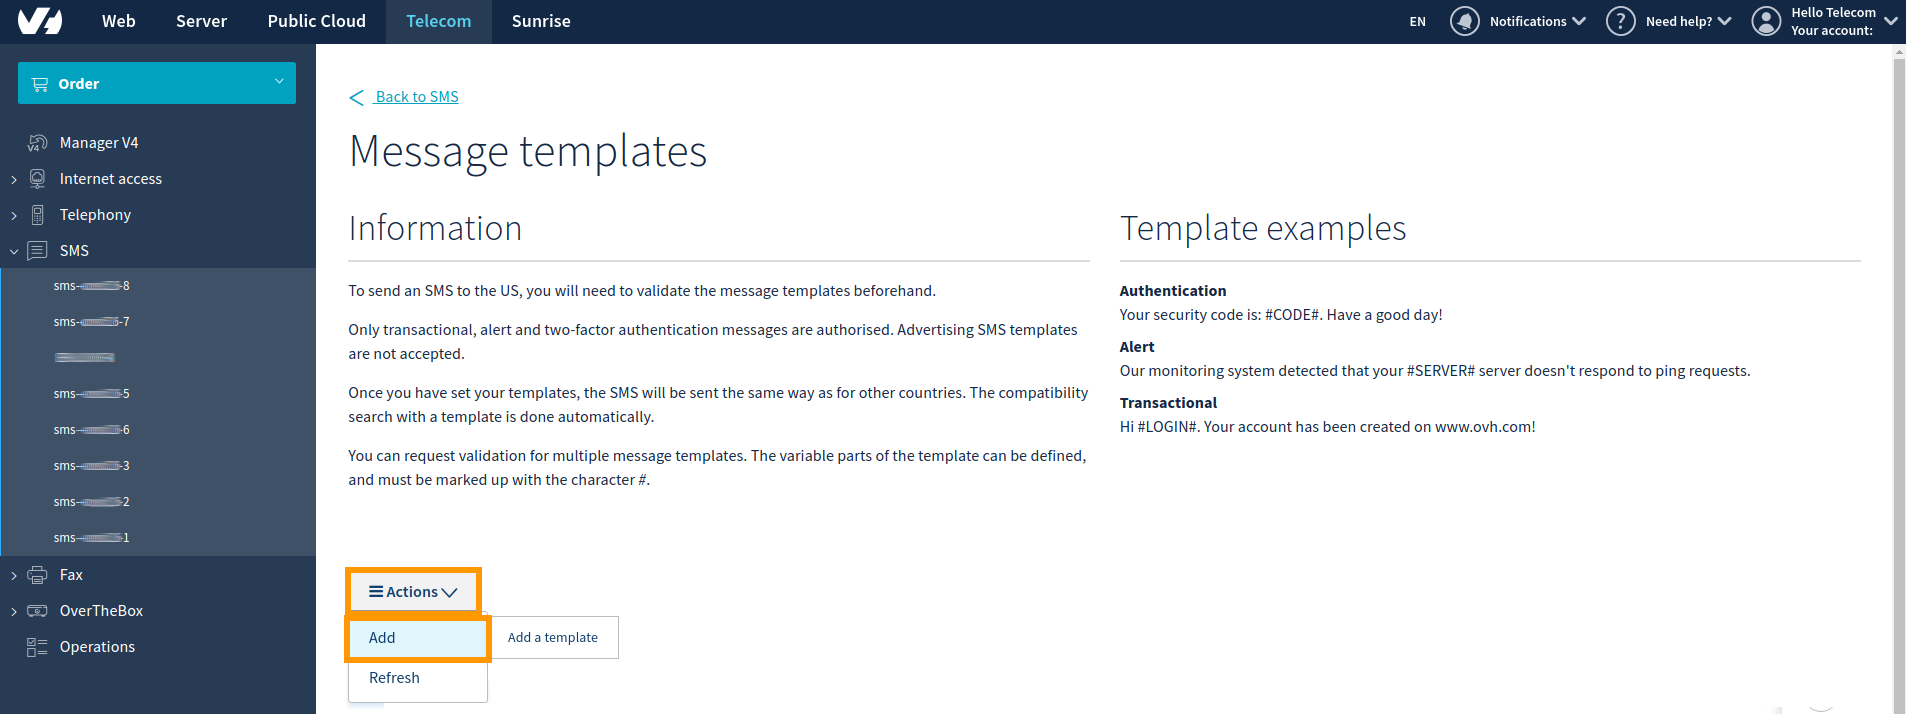 Web Server Public Cloud Telecom Sunrise EN Notifications Need help? Hello Telecom
Your account:
Order
Manager V4
Internet access
Telephony
SMS
sms- -8
sms- -7
sms- -5
sms- -6
sms- -3
sms- -2
sms- -1
Fax
OverTheBox
Operations
Back to SMS
Message templates
Information
To send an SMS to the US, you will need to validate the message templates beforehand.
Only transactional, alert and two-factor authentication messages are authorised. Advertising SMS templates
are not accepted.
Once you have set your templates, the SMS will be sent the same way as for other countries. The compatibility
search with a template is done automatically.
You can request validation for multiple message templates. The variable parts of the template can be defined,
and must be marked up with the character #.
Template examples
Authentication
Your security code is: #CODE#. Have a good day!
Alert
Our monitoring system detected that your #SERVER# server doesn't respond to ping requests.
Transactional
Hi #LOGIN#. Your account has been created on www.ovh.com!
Actions
Add
Add a template
Refresh